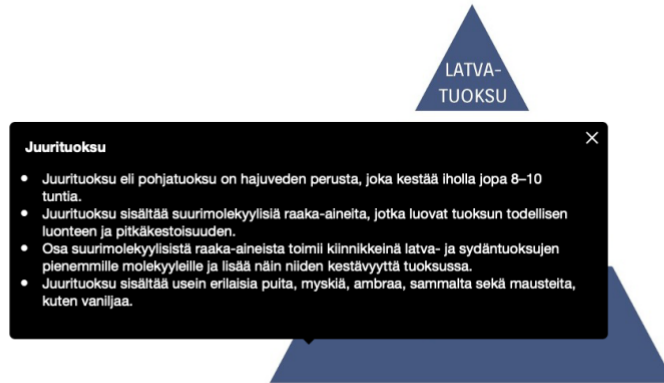 LATVA-
TUOKSU
Juurituoksu
• Juurituoksu eli pohjatuoksu on hajuveden perusta, joka kestää iholla jopa 8–10
tuntia.
• Juurituoksu sisältää suurimolekyylisiä raaka-aineita, jotka luovat tuoksun todellisen
luonteen ja pitkäkestoisuuden.
• Osa suurimolekyylisistä raaka-aineista toimii kiinnikkeinä latva- ja sydäntuoksujen
pienemmille molekyyleille ja lisää näin niiden kestävyyttä tuoksussa.
• Juurituoksu sisältää usein erilaisia puita, myskiä, ambraa, sammalta sekä mausteita,
kuten vaniljaa.